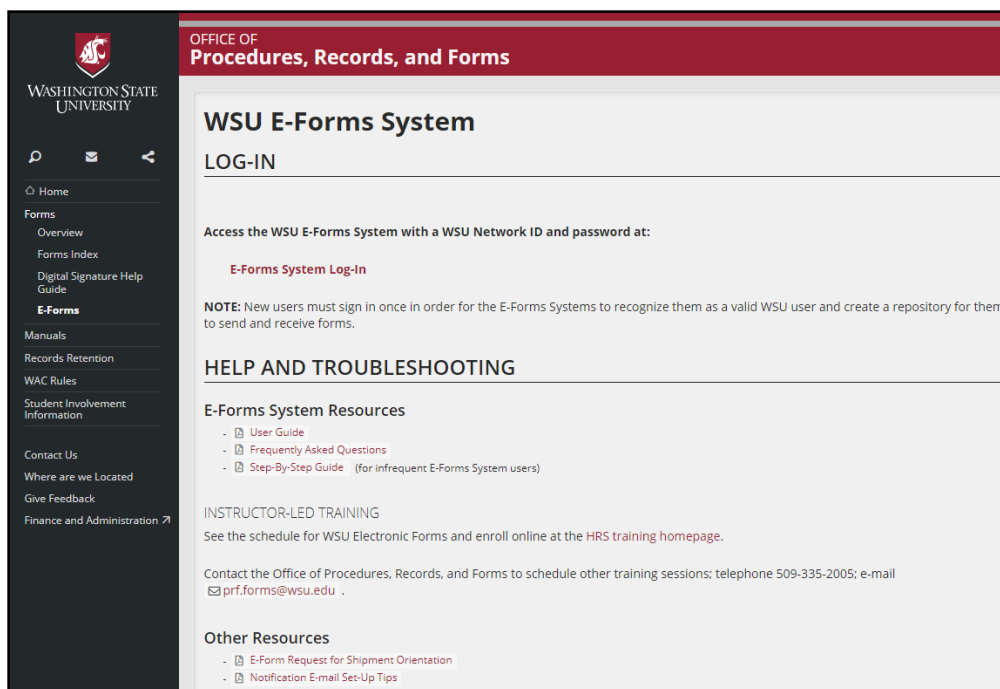 WASHINGTON STATE
UNIVERSITY
Home
Forms
Overview
Forms Index
Digital Signature Help
Guide
E-Forms
Manuals
Records Retention
WAC Rules
Student Involvement
Information
Contact Us
Where are we Located
Give Feedback
Finance and Administration
OFFICE OF
Procedures, Records, and Forms
WSU E-Forms System
LOG-IN
Access the WSU E-Forms System with a WSU Network ID and password at:
E-Forms System Log-In
NOTE: New users must sign in once in order for the E-Forms Systems to recognize them as a valid WSU user and create a repository for them
to send and receive forms.
HELP AND TROUBLESHOOTING
E-Forms System Resources
- User Guide
- Frequently Asked Questions
- Step-By-Step Guide (for infrequent E-Forms System users)
INSTRUCTOR-LED TRAINING
See the schedule for WSU Electronic Forms and enroll online at the HRS training homepage.
Contact the Office of Procedures, Records, and Forms to schedule other training sessions; telephone 509-335-2005; e-mail
prf.forms@wsu.edu .
Other Resources
- E-Form Request for Shipment Orientation
- Notification E-mail Set-Up Tips